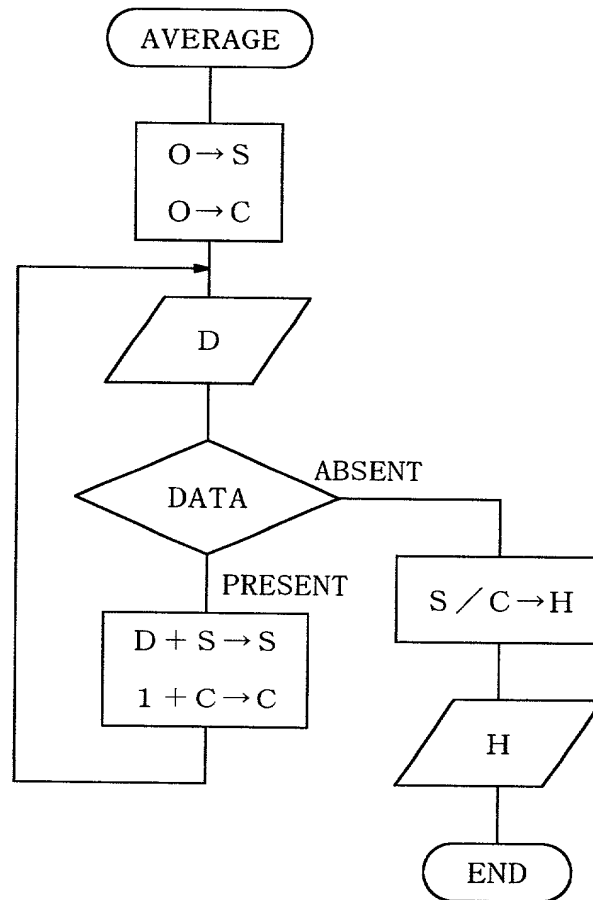 AVERAGE
O→S
O→C
D
DATA
ABSENT
PRESENT
D+S→S
1+C→C
S/C→H
H
END